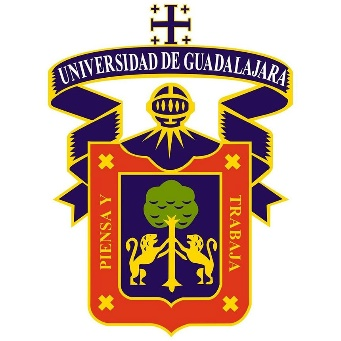 UNIVERSIDAD DE GUADALAJARA
PIENSA Y
TRABAJA